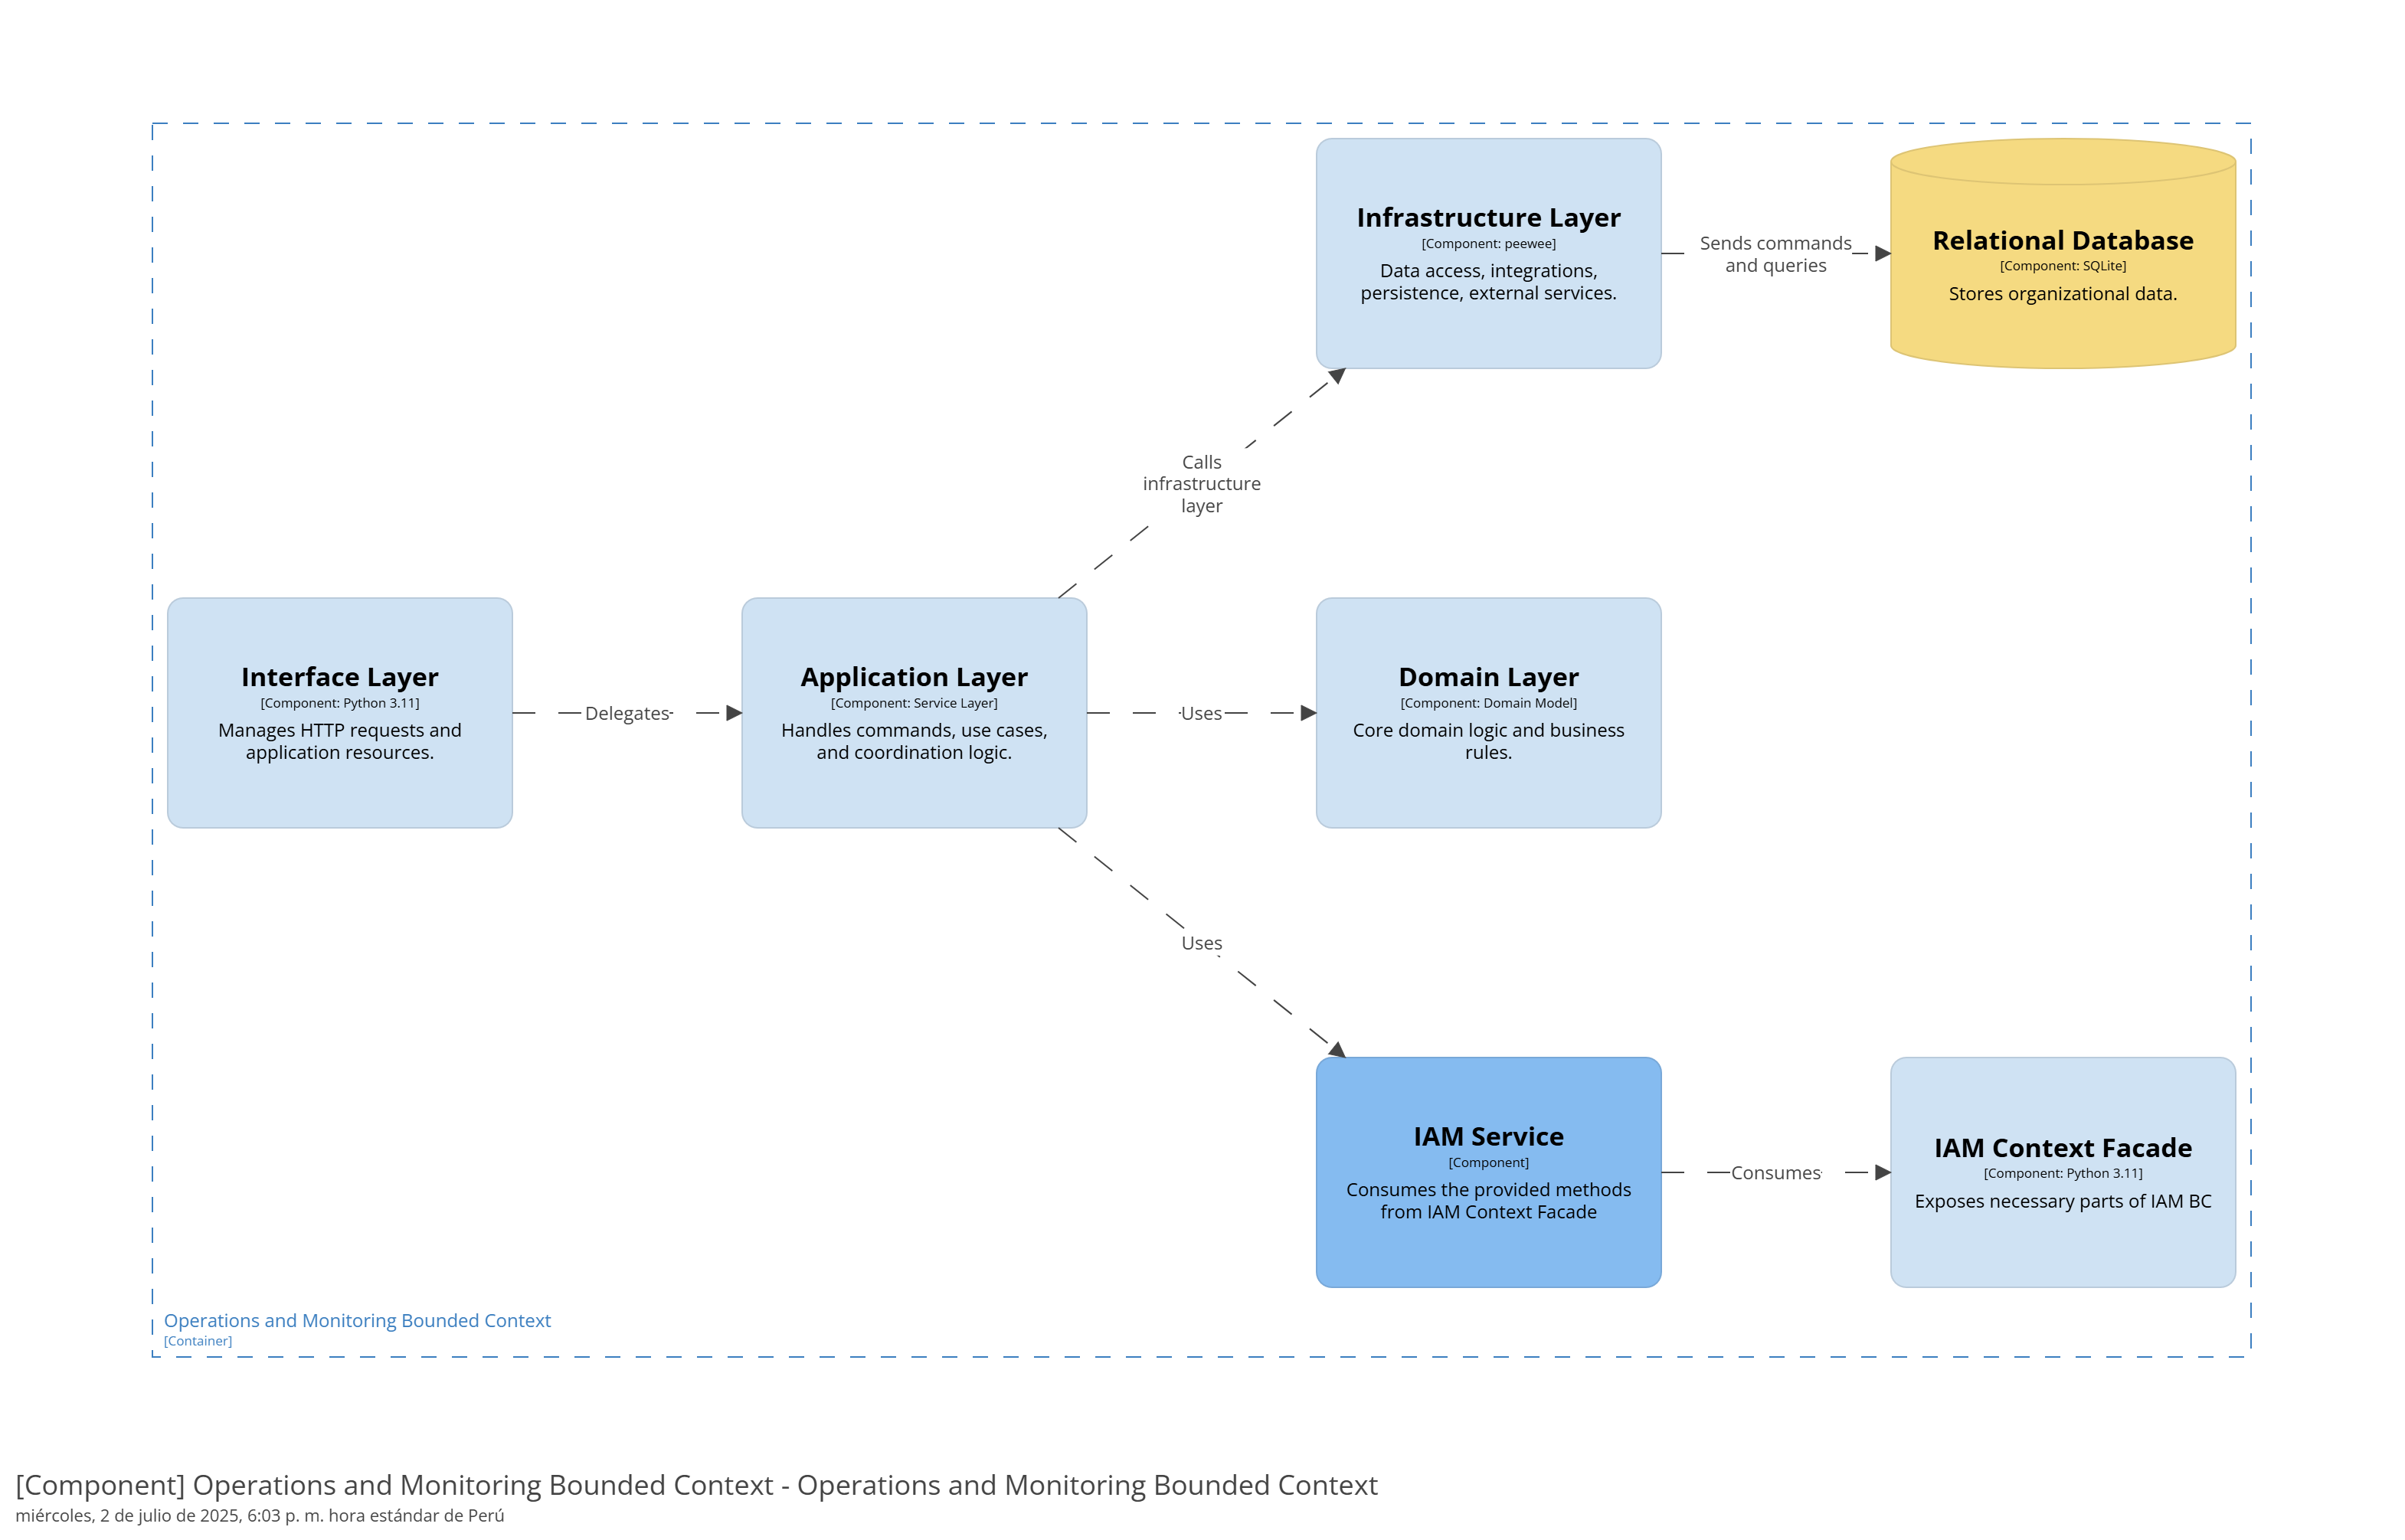 Infrastructure Layer
[Component: peewee]
Data access, integrations,
persistence, external services.
Sends commands
and queries
Relational Database
[Component: SQLite]
Stores organizational data.
Calls
infrastructure
layer
Interface Layer
[Component: Python 3.11]
Manages HTTP requests and
application resources.
Delegates
Application Layer
[Component: Service Layer]
Handles commands, use cases,
and coordination logic.
Uses
Domain Layer
[Component: Domain Model]
Core domain logic and business
rules.
Uses
IAM Service
[Component]
Consumes the provided methods
from IAM Context Facade
Consumes
IAM Context Facade
[Component: Python 3.11]
Exposes necessary parts of IAM BC
Operations and Monitoring Bounded Context
[Container]
[Component] Operations and Monitoring Bounded Context - Operations and Monitoring Bounded Context
miércoles, 2 de julio de 2025, 6:03 p. m. hora estándar de Perú